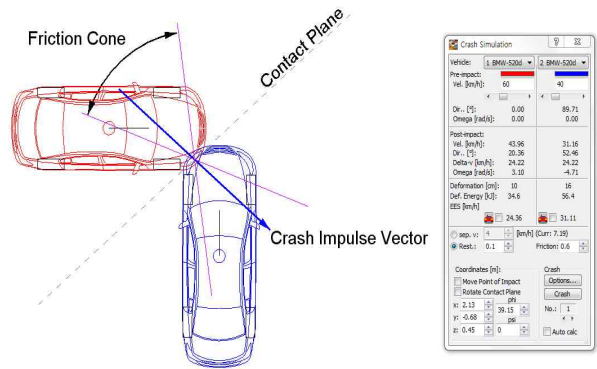 Friction Cone
Contact Plane
Crash Impulse Vector
Crash Simulation
Vehicle: 1 BMW-520d 2 BMW-520d
Pre-impact:
Vel. [km/h]: 60 40
Dir.. [°]: 0.00 89.71
Omega [rad/s]: 0.00 0.00
Post-impact:
Vel. [km/h]: 43.96 31.16
Dir.. [°]: 20.36 52.46
Delta-v [km/h]: 24.22 24.22
Omega [rad/s]: 3.10 -4.71
Deformation [cm]: 10 16
Def. Energy [kJ]: 34.6 56.4
EES [km/h]
24.36 31.11
sep. v: 4 [km/h] (Curr: 7.19)
Rest.: 0.1 Friction: 0.6
Coordinates [m]: Crash
Move Point of Impact Options...
Rotate Contact Plane Crash
x: 2.13 phi
y: -0.68 39.15 No.: 1
psi
z: 0.45 0 Auto calc